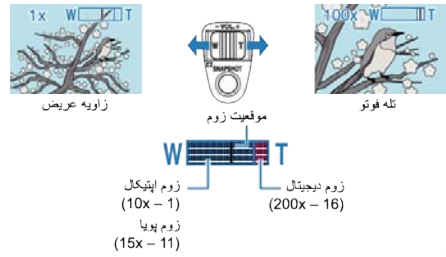 1x W T
– VOL. +
W T
SNAPSHOT
100x W T
زاویه عریض
تله فوتو
موقعیت زوم
W T
زوم اپتیکال
(10x – 1)
زوم پویا
(15x – 11)
زوم دیجیتال
(200x – 16)